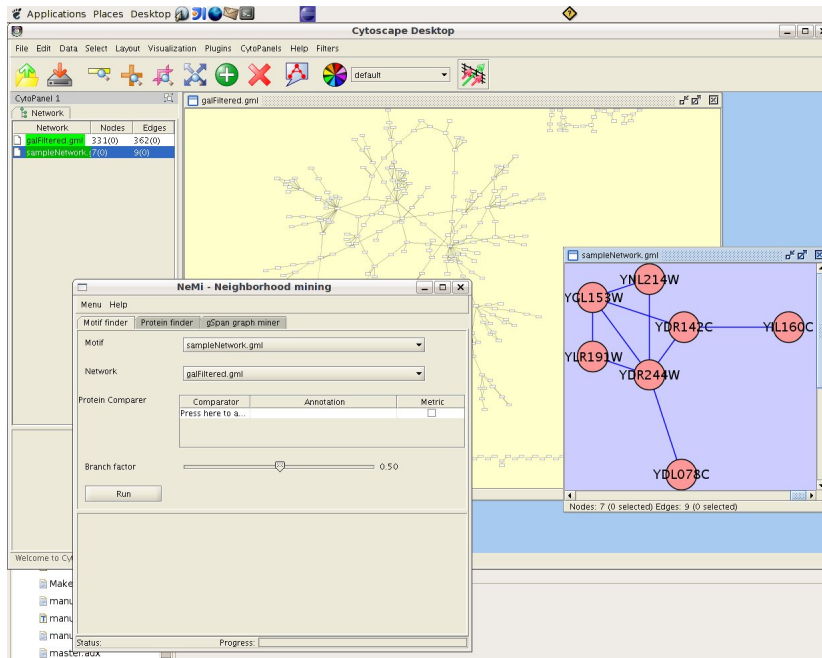 Applications Places Desktop
Cytoscape Desktop
File Edit Data Select Layout Visualization Plugins CytoPanels Help Filters
default
CytoPanel 1
Network
Network Nodes Edges
galFiltered.gml 331(0) 362(0)
sampleNetwork.g 7(0) 9(0)
galFiltered.gml
sampleNetwork.gml
YNL214W
YGL153W
YDR142C
YIL160C
YLR191W
YDR244W
YDL078C
Nodes: 7 (0 selected) Edges: 9 (0 selected)
NeMi - Neighborhood mining
Menu Help
Motif finder Protein finder gSpan graph miner
Motif sampleNetwork.gml
Network galFiltered.gml
Protein Comparer Comparator Annotation Metric
Press here to a...
Branch factor 0.50
Run
Status: Progress:
Welcome to Cy
Make
manu
manu
manu
master.aux